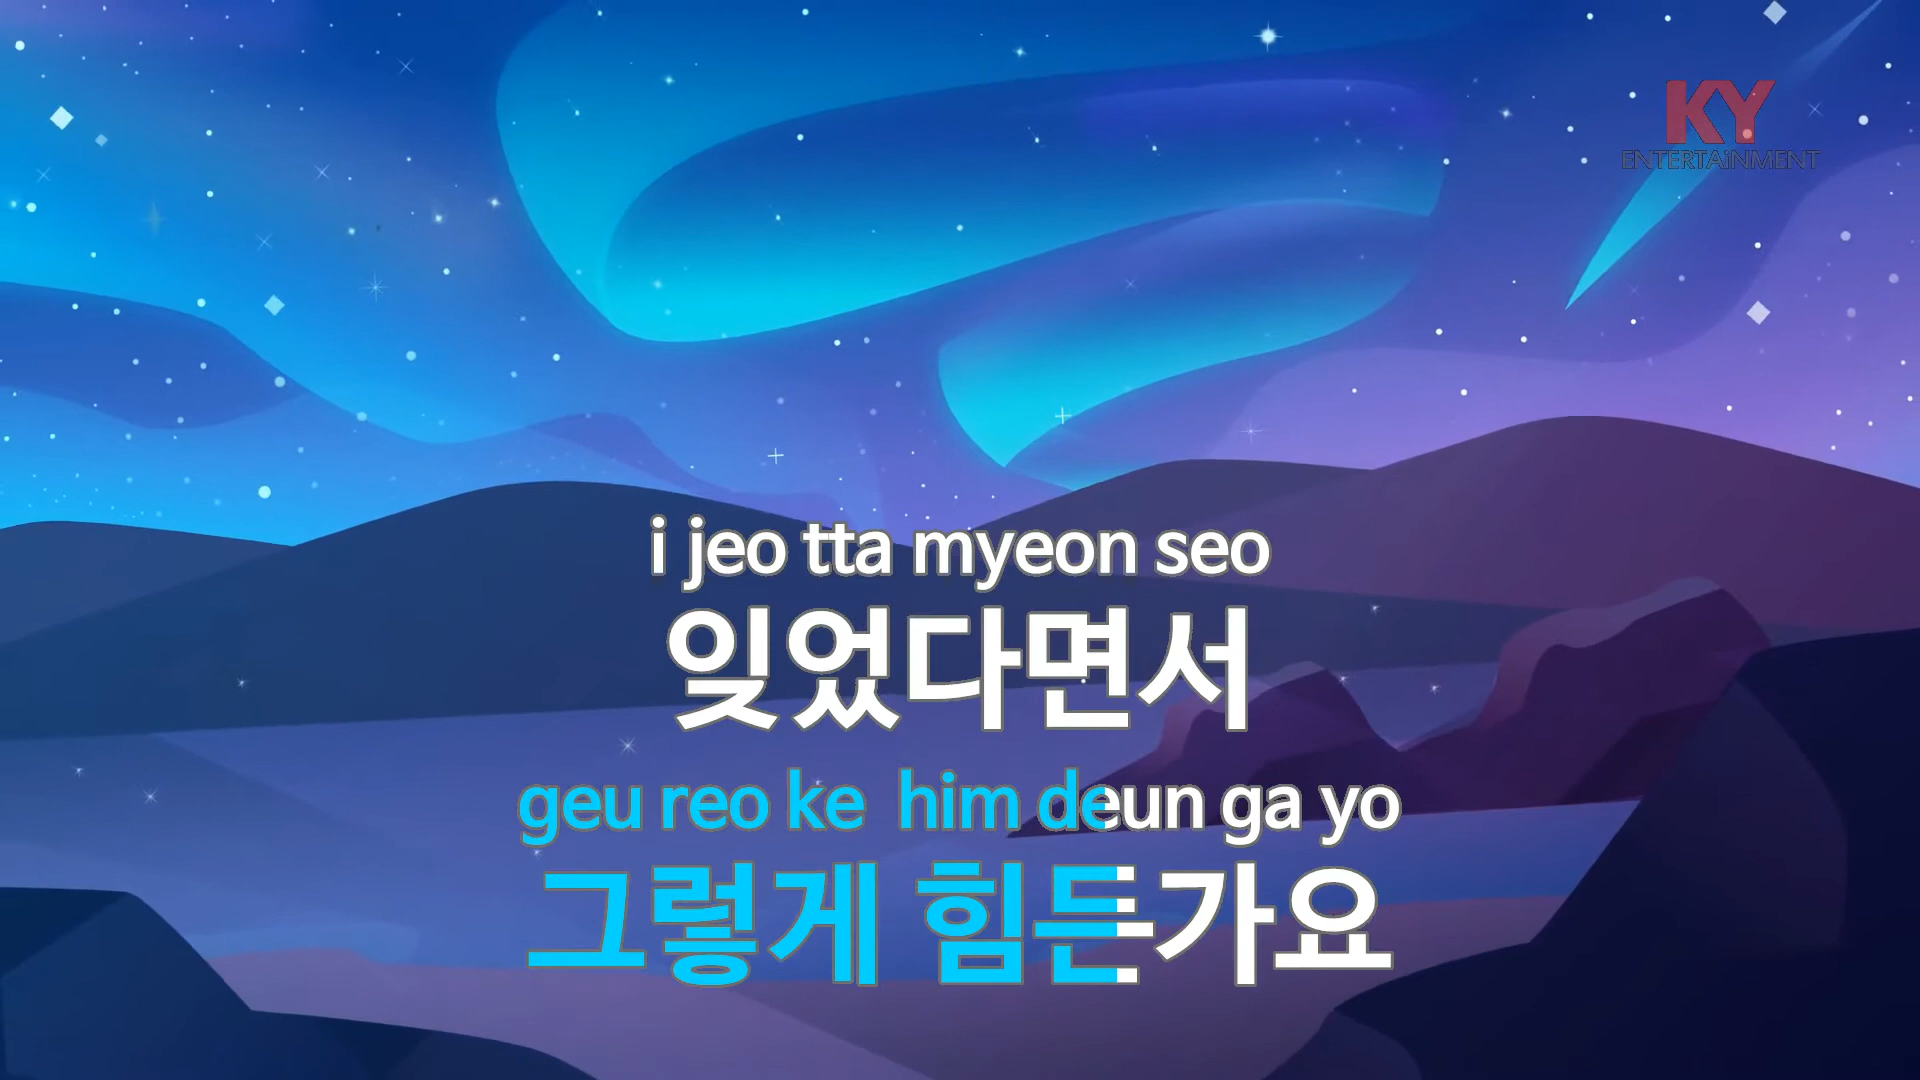 KY
ENTERTAiNMENT
i jeo tta myeon seo
잊었다면서
geu reo ke him deun ga yo
그렇게 힘든가요